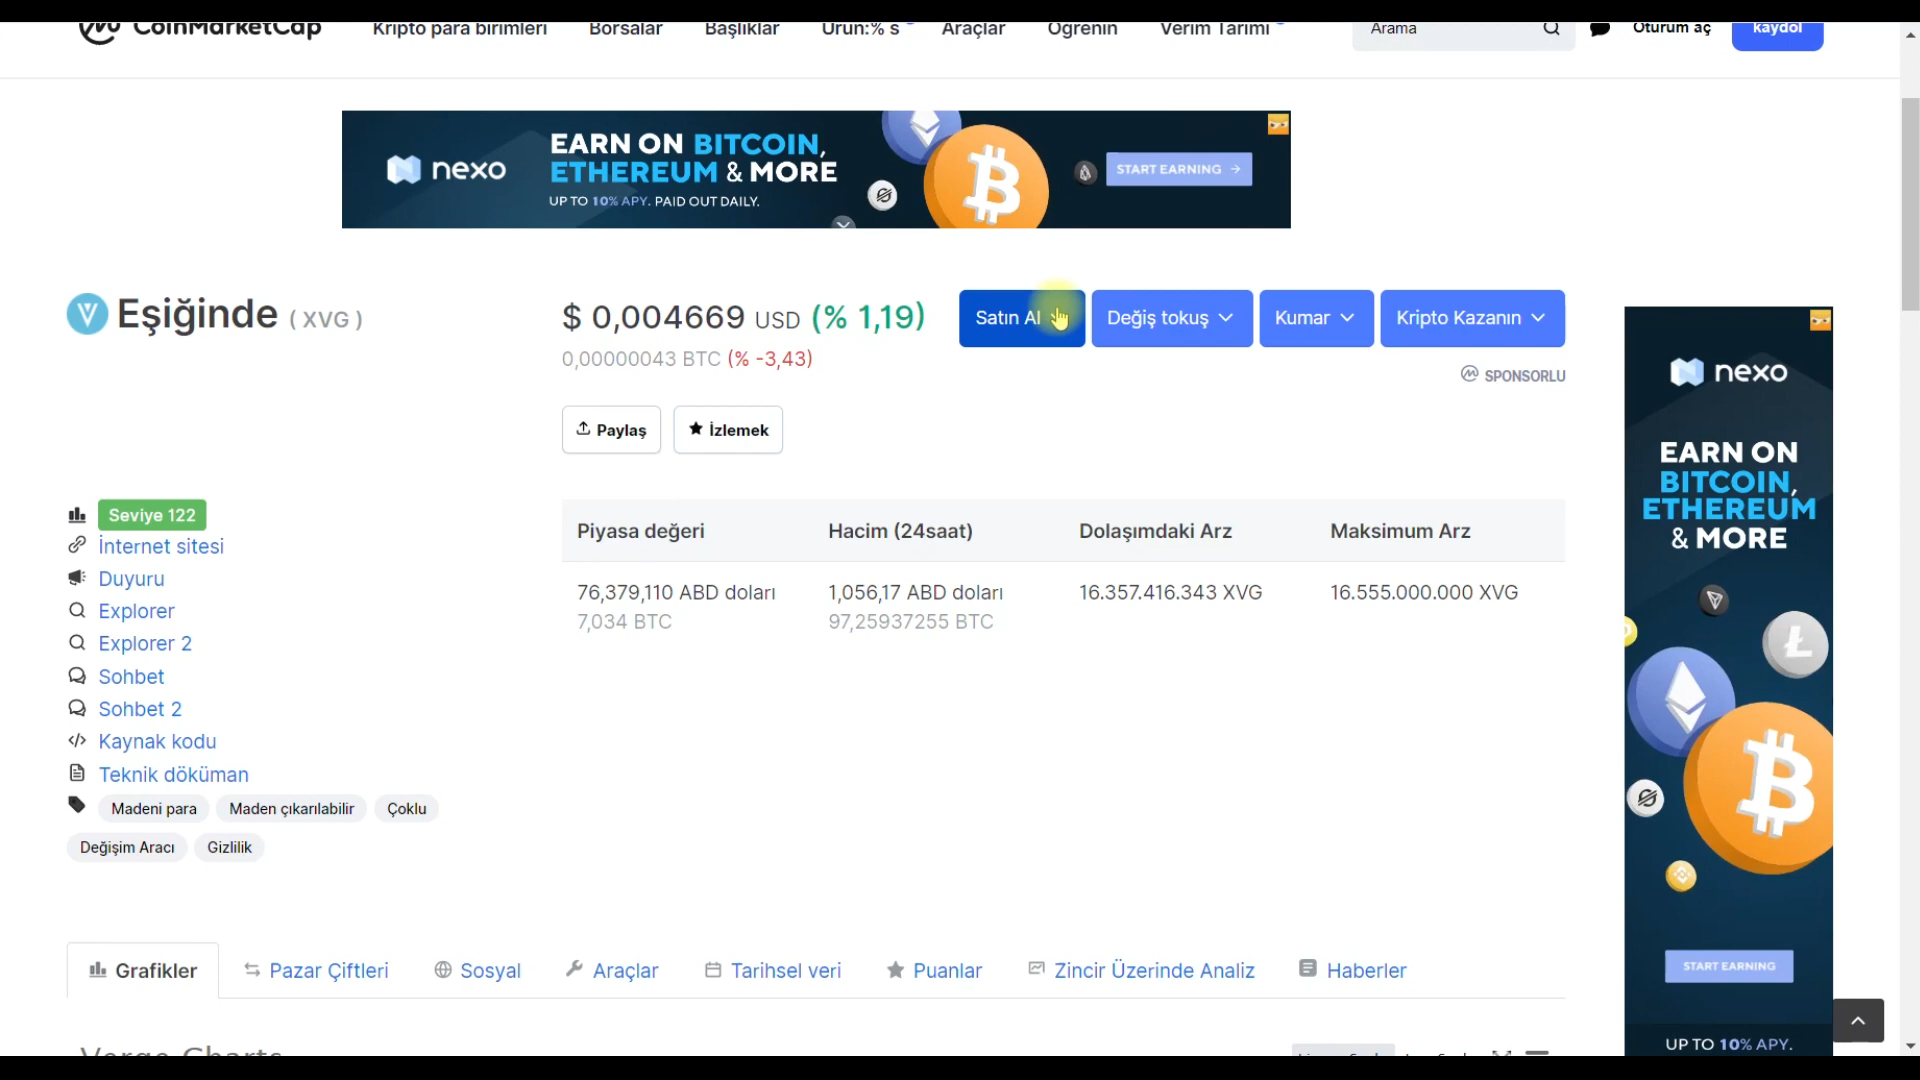 CoinMarketCap
Kripto para birimleri
Borsalar
Başlıklar
Ürün:% s
Araçlar
Öğrenin
Verim Tarımı
Arama
Oturum aç
kaydol
nexo
EARN ON BITCOIN,
ETHEREUM & MORE
UP TO 10% APY. PAID OUT DAILY.
START EARNING
Eşiğinde ( XVG )
$ 0,004669 USD (% 1,19)
0,00000043 BTC (% -3,43)
Satın Al
Değiş tokuş
Kumar
Kripto Kazanın
SPONSORLU
Paylaş
İzlemek
Seviye 122
İnternet sitesi
Duyuru
Explorer
Explorer 2
Sohbet
Sohbet 2
Kaynak kodu
Teknik döküman
Madeni para
Maden çıkarılabilir
Çoklu
Değişim Aracı
Gizlilik
Piyasa değeri
Hacim (24saat)
Dolaşımdaki Arz
Maksimum Arz
76,379,110 ABD doları
1,056,17 ABD doları
16.357.416.343 XVG
16.555.000.000 XVG
7,034 BTC
97,25937255 BTC
nexo
EARN ON
BITCOIN,
ETHEREUM
& MORE
START EARNING
UP TO 10% APY.
Grafikler
Pazar Çiftleri
Sosyal
Araçlar
Tarihsel veri
Puanlar
Zincir Üzerinde Analiz
Haberler
Verge Charts